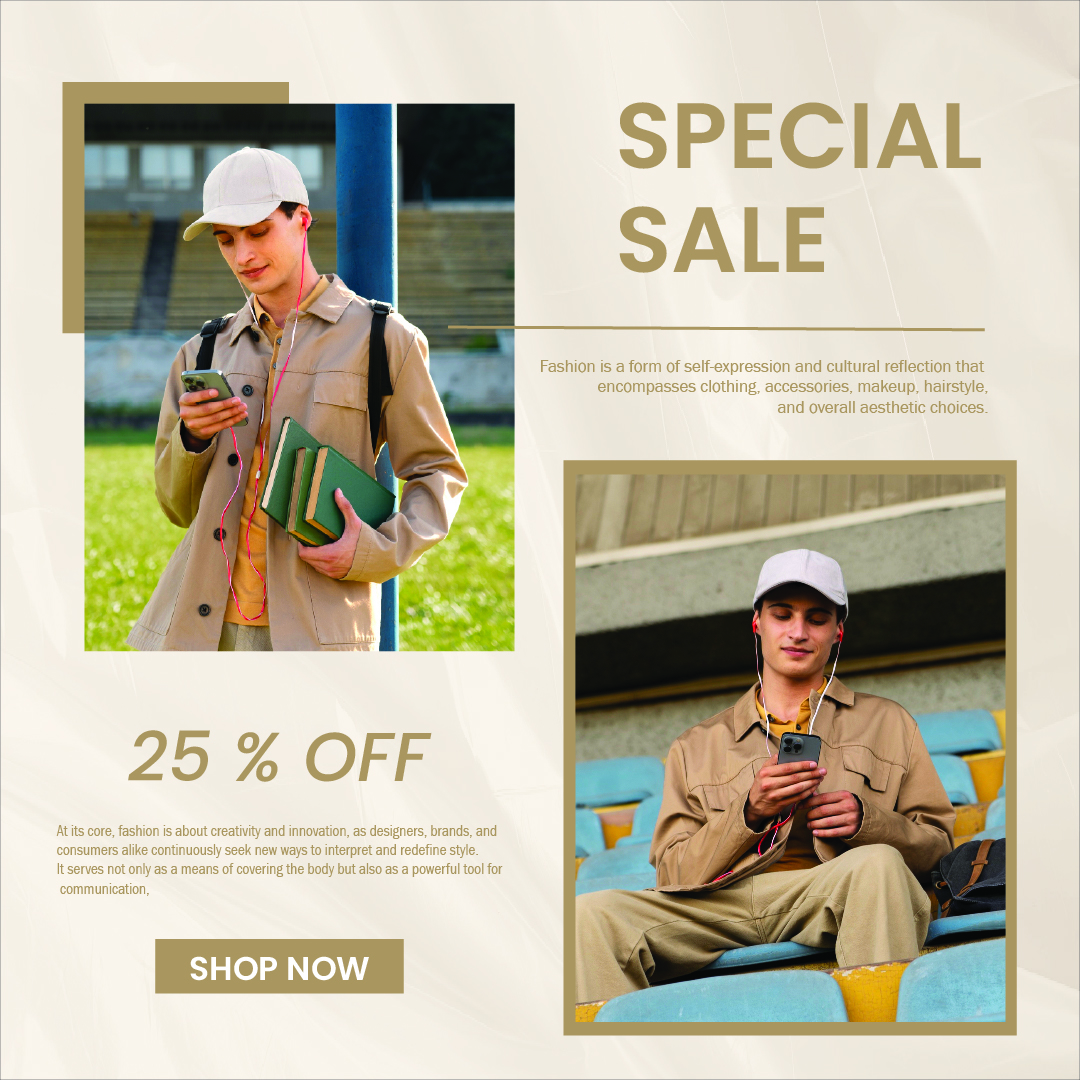 SPECIAL
SALE
Fashion is a form of self-expression and cultural reflection that
encompasses clothing, accessories, makeup, hairstyle,
and overall aesthetic choices.
25 % OFF
At its core, fashion is about creativity and innovation, as designers, brands, and
consumers alike continuously seek new ways to interpret and redefine style.
It serves not only as a means of covering the body but also as a powerful tool for
communication,
SHOP NOW